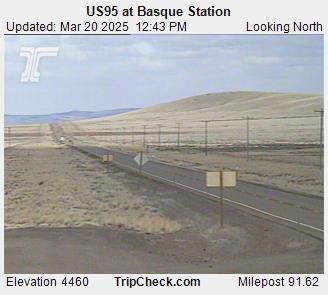 US95 at Basque Station
Updated: Mar 20 2025 12:43 PM Looking North
Elevation 4460 TripCheck.com Milepost 91.62